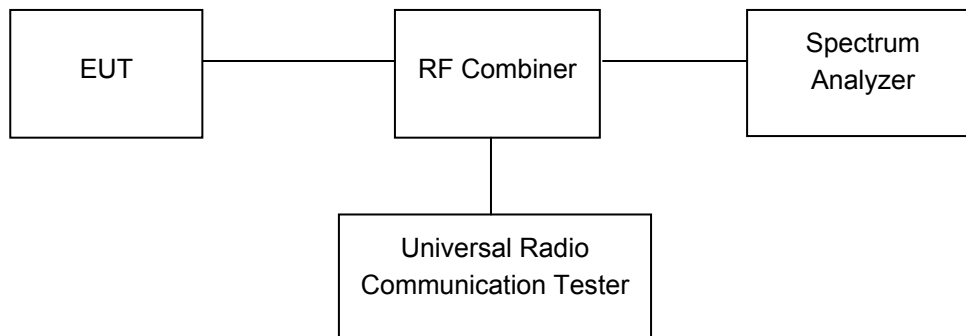 EUT
RF Combiner
Spectrum
Analyzer
Universal Radio
Communication Tester